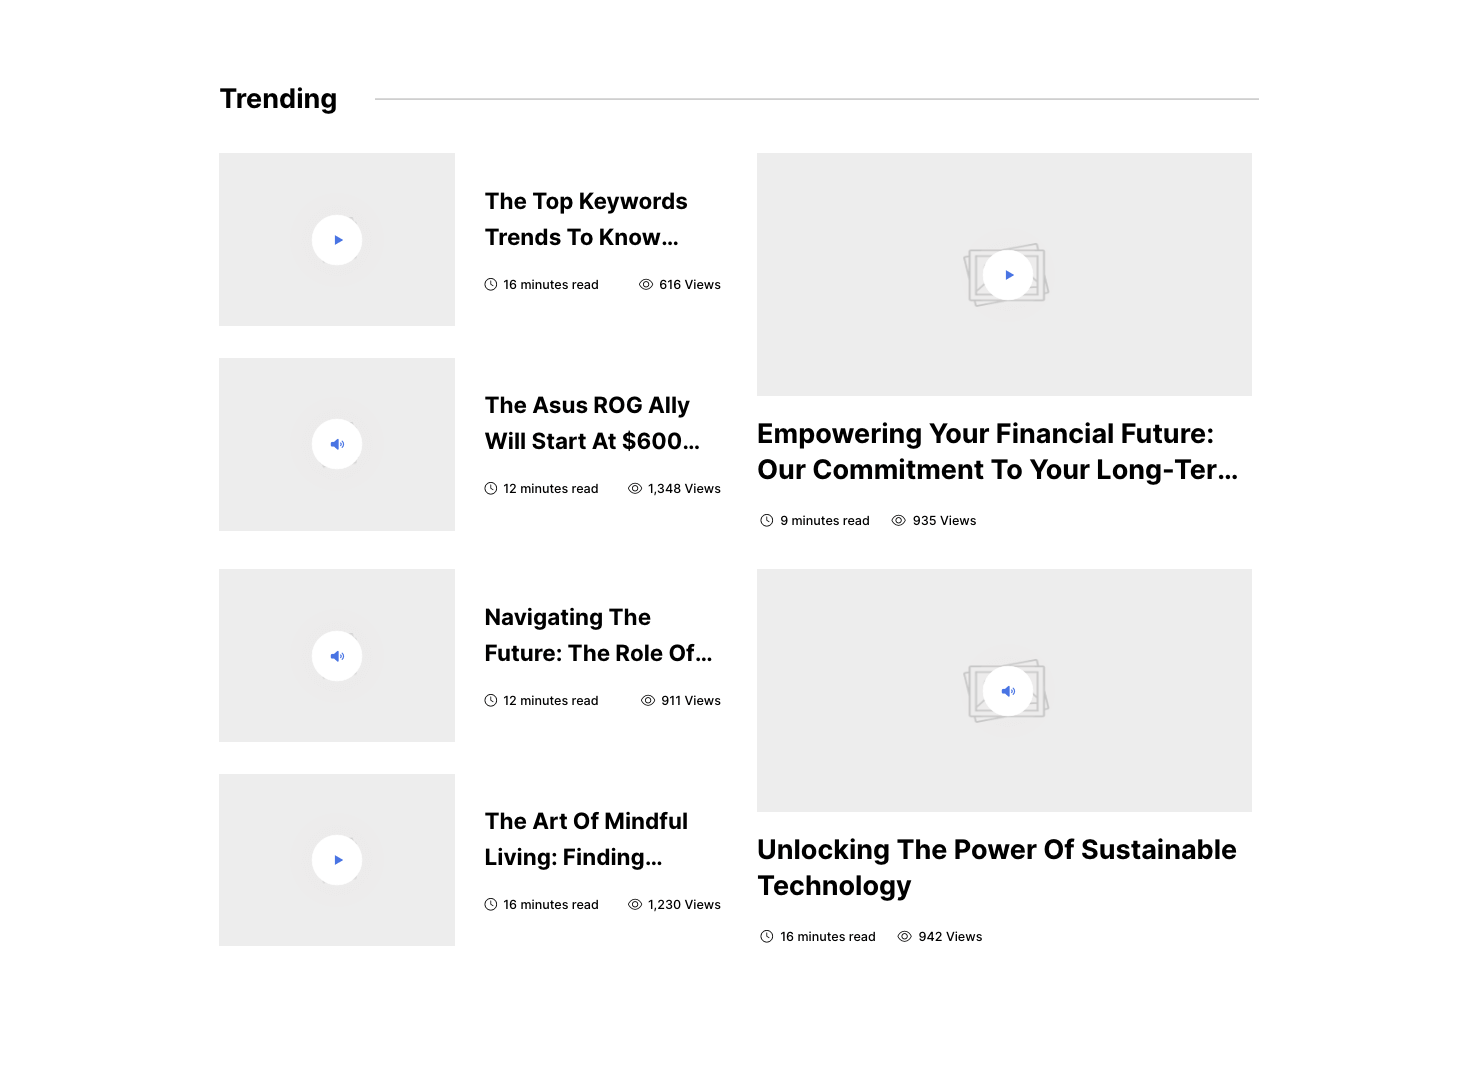 Trending
The Top Keywords
Trends To Know...
16 minutes read
616 Views
The Asus ROG Ally
Will Start At $600...
12 minutes read
1,348 Views
Navigating The
Future: The Role Of...
12 minutes read
911 Views
The Art Of Mindful
Living: Finding...
16 minutes read
1,230 Views
Empowering Your Financial Future:
Our Commitment To Your Long-Ter...
9 minutes read
935 Views
Unlocking The Power Of Sustainable
Technology
16 minutes read
942 Views